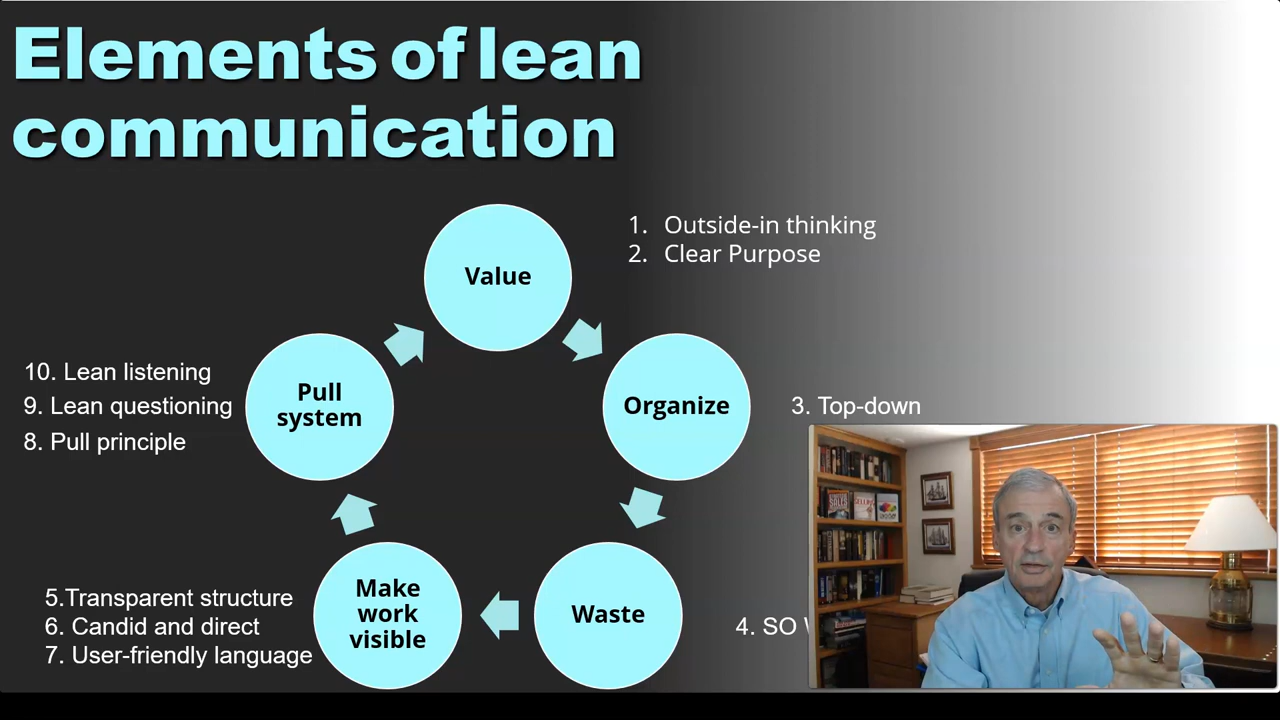 Elements of lean
communication
Value
1. Outside-in thinking
2. Clear Purpose
Organize
3. Top-down
Waste
4. SO
Make
work
visible
5.Transparent structure
6. Candid and direct
7. User-friendly language
Pull
system
10. Lean listening
9. Lean questioning
8. Pull principle